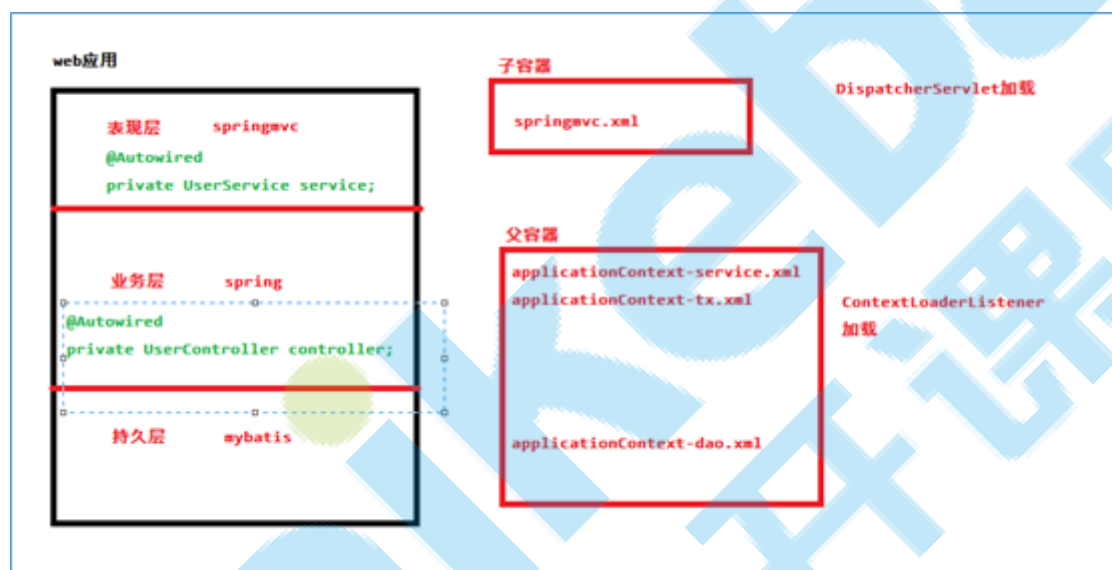 web应用
表现层 springmvc
@Autowired
private UserService service;
业务层 spring
@Autowired
private UserController controller;
持久层 mybatis
子容器
springmvc.xml
DispatcherServlet加载
父容器
applicationContext-service.xml
applicationContext-tx.xml
applicationContext-dao.xml
ContextLoaderListener
加载